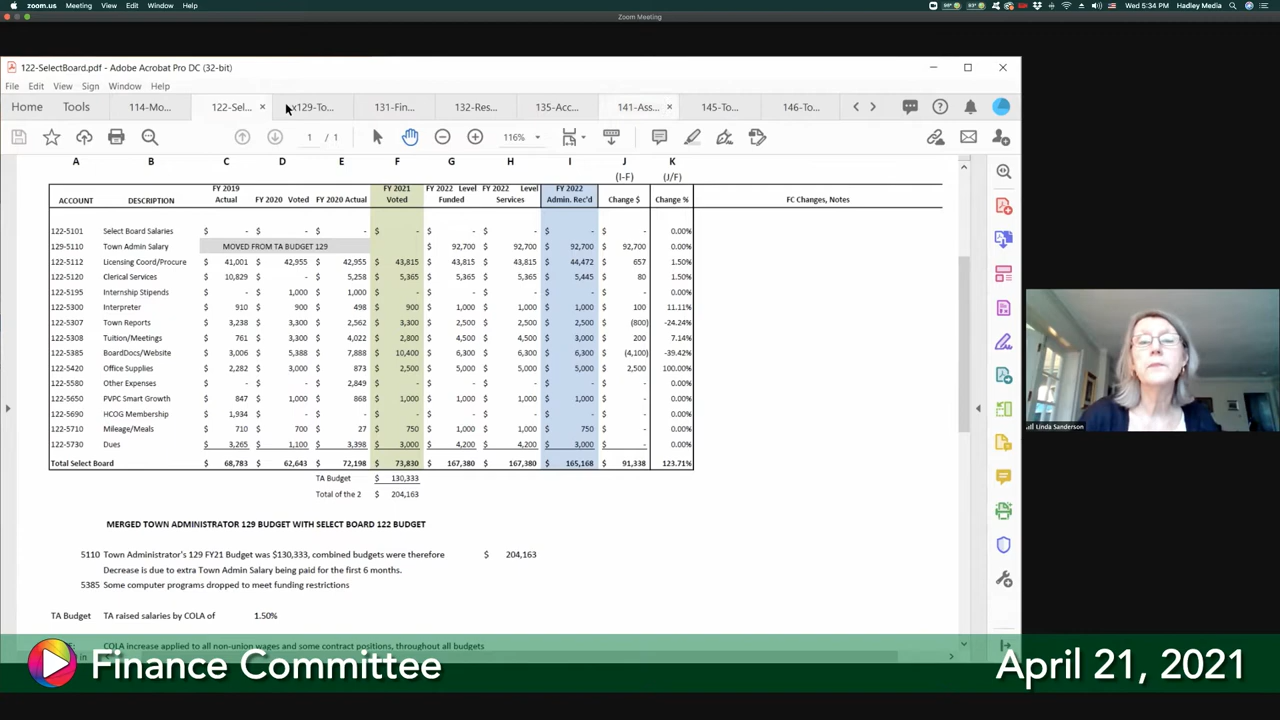 zoom.us Meeting View Edit Window Help Wed 5:34 PM Hadley Media
Zoom Meeting
122-SelectBoard.pdf - Adobe Acrobat Pro DC (32-bit)
File Edit View Sign Window Help
Home Tools 114-Mo... 122-Sel... x129-To... 131-Fin... 132-Res... 135-Acc... 141-Ass... 145-To... 146-To...
1 / 1 116%
A B C D E F G H I J K
(I-F) (J/F)
ACCOUNT DESCRIPTION FY 2019 Actual FY 2020 Voted FY 2020 Actual FY 2021 Voted FY 2022 Level Funded FY 2022 Level Services FY 2022 Admin. Rec'd Change $ Change % FC Changes, Notes
122-5101 Select Board Salaries $ - $ - - $ - $ - $ - $ - $ - 0.00%
129-5110 Town Admin Salary MOVED FROM TA BUDGET 129 $ 92,700 $ 92,700 $ 92,700 $ 92,700 0.00%
122-5112 Licensing Coord/Procure $ 41,001 $ 42,955 $ 42,955 $ 43,815 $ 43,815 $ 43,815 $ 44,472 $ 657 1.50%
122-5120 Clerical Services $ 10,829 $ - $ 5,258 $ 5,365 $ 5,365 $ 5,365 $ 5,445 $ 80 1.50%
122-5195 Internship Stipends $ - $ 1,000 $ 1,000 $ - $ - $ - $ - $ - 0.00%
122-5300 Interpreter $ 910 $ 900 $ 498 $ 900 $ 1,000 $ 1,000 $ 1,000 $ 100 11.11%
122-5307 Town Reports $ 3,238 $ 3,300 $ 2,562 $ 3,300 $ 2,500 $ 2,500 $ 2,500 $ (800) -24.24%
122-5308 Tuition/Meetings $ 761 $ 3,300 $ 4,022 $ 2,800 $ 4,500 $ 4,500 $ 3,000 $ 200 7.14%
122-5385 BoardDocs/Website $ 3,006 $ 5,388 $ 7,888 $ 10,400 $ 6,300 $ 6,300 $ 6,300 $ (4,100) -39.42%
122-5420 Office Supplies $ 2,282 $ 3,000 $ 873 $ 2,500 $ 5,000 $ 5,000 $ 5,000 $ 2,500 100.00%
122-5580 Other Expenses $ - $ - $ 2,849 $ - $ - $ - $ - $ - 0.00%
122-5650 PVPC Smart Growth $ 847 $ 1,000 $ 868 $ 1,000 $ 1,000 $ 1,000 $ 1,000 $ - 0.00%
122-5690 HCOG Membership $ 1,934 $ - $ - $ - $ - $ - $ - $ - 0.00%
122-5710 Mileage/Meals $ 710 $ 700 $ 27 $ 750 $ 1,000 $ 1,000 $ 750 $ - 0.00%
122-5730 Dues $ 3,265 $ 1,100 $ 3,398 $ 3,000 $ 4,200 $ 4,200 $ 3,000 $ - 0.00%
Total Select Board $ 68,783 $ 62,643 $ 72,198 $ 73,830 $ 167,380 $ 167,380 $ 165,168 $ 91,338 123.71%
TA Budget $ 130,333
Total of the 2 $ 204,163
MERGED TOWN ADMINISTRATOR 129 BUDGET WITH SELECT BOARD 122 BUDGET
5110 Town Administrator's 129 FY21 Budget was $130,333, combined budgets were therefore $ 204,163
Decrease is due to extra Town Admin Salary being paid for the first 6 months.
5385 Some computer programs dropped to meet funding restrictions
TA Budget TA raised salaries by COLA of 1.50%
COLA increase applied to all non-union wages and some contract positions, throughout all budgets
Linda Sanderson
Finance Committee April 21, 2021